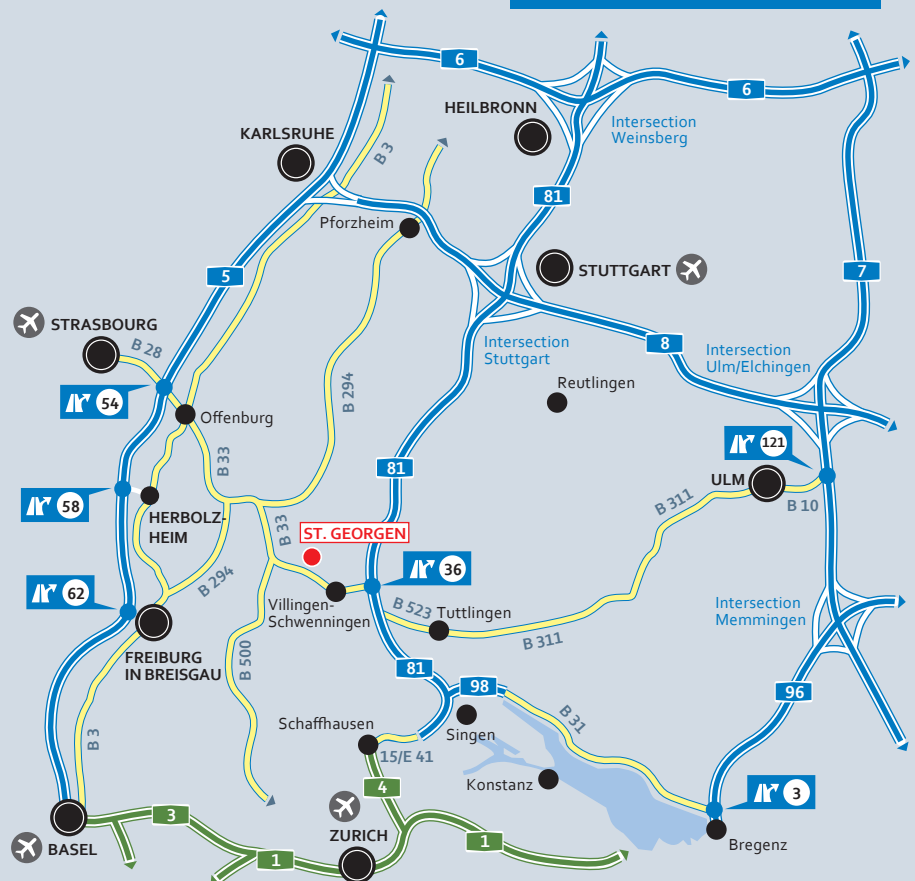 6
6
HEILBRONN
Intersection
Weinsberg
KARLSRUHE
B 3
81
Pforzheim
STUTTGART
5
7
STRASBOURG
B 28
Intersection
Stuttgart
8
Intersection
Ulm/Elchingen
54
Offenburg
B 294
Reutlingen
B 33
81
121
ULM
58
HERBOLZ-
HEIM
B 33
B 311
B 10
ST. GEORGEN
36
62
B 294
Villingen-
Schwenningen
B 523
Tuttlingen
Intersection
Memmingen
FREIBURG
IN BREISGAU
B 500
B 311
81
98
96
B 3
Schaffhausen
Singen
B 31
15/E 41
Konstanz
4
3
3
ZURICH
1
BASEL
1
Bregenz